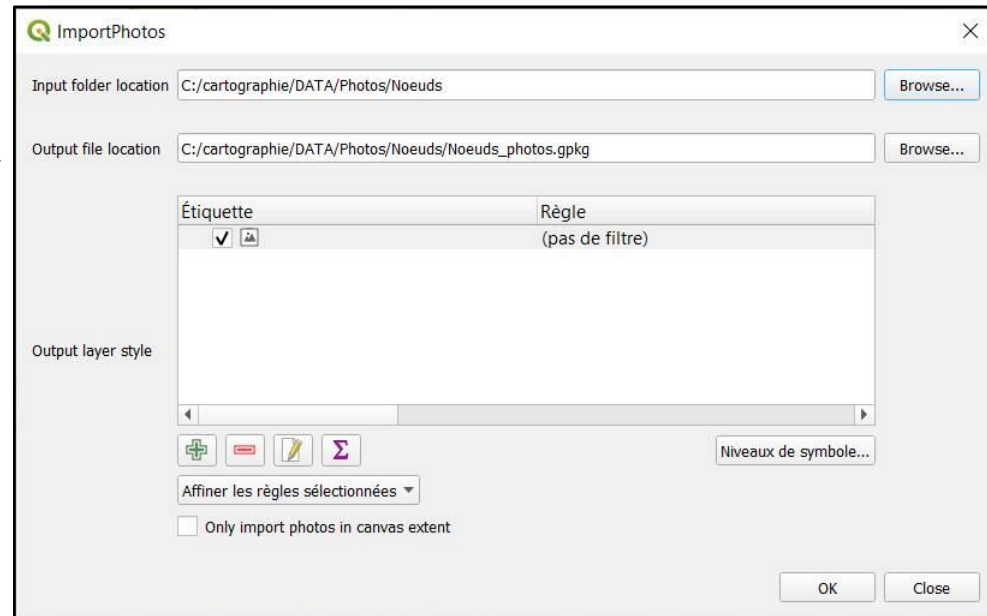 ImportPhotos
Input folder location C:/cartographie/DATA/Photos/Noeuds Browse...
Output file location C:/cartographie/DATA/Photos/Noeuds/Noeuds_photos.gpkg Browse...
Étiquette Règle
(pas de filtre)
Output layer style
Niveaux de symbole...
Affiner les règles sélectionnées
Only import photos in canvas extent
OK Close